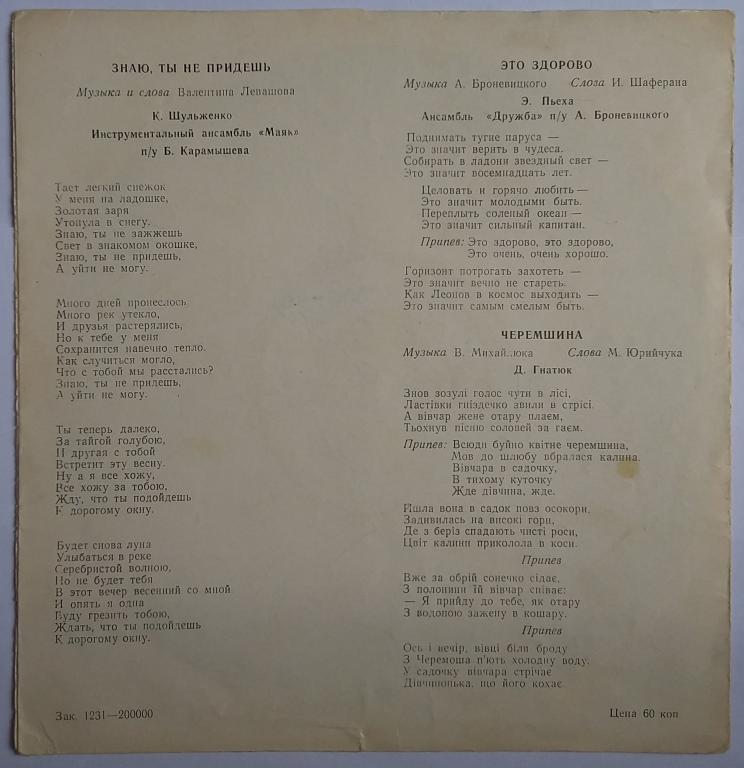 ЗНАЮ, ТЫ НЕ ПРИДЕШЬ
Музыка и слова Валентина Левашова
К. Шульженко
Инструментальный ансамбль «Маяк»
п/у Б. Карамышева
Тает легкий снежок
У меня на ладошке,
Золотая заря
Утонула в снегу.
Знаю, ты не зажжешь
Свет в знакомом окошке,
Знаю, ты не придешь,
А уйти не могу.
Много дней пронеслось
Много рек утекло,
И друзья растерялись,
Но к тебе у меня
Сохранится навечно тепло.
Как случиться могло,
Что с тобой мы расстались?
Знаю, ты не придешь,
А уйти не могу.
Ты теперь далеко,
За тайгой голубою,
И другая с тобой
Встретит эту весну.
Ну а я все хожу,
Все хожу за тобою,
Жду, что ты подойдешь
К дорогому окну.
Будет снова луна
Улыбаться в реке
Серебристой волною,
Но не будет тебя
В этот вечер весенний со мной
И опять я одна
Буду грезить тобою,
Ждать, что ты подойдешь
К дорогому окну.
Зак. 1231—200000
ЭТО ЗДОРОВО
Музыка А. Броневицкого Слова И. Шаферана
Э. Пьеха
Ансамбль «Дружба» п/у А. Броневицкого
Поднимать тугие паруса —
Это значит верить в чудеса.
Собирать в ладони звездный свет —
Это значит восемнадцать лет.
Целовать и горячо любить —
Это значит молодыми быть.
Переплыть соленый океан —
Это значит сильный капитан.
Припев: Это здорово, это здорово,
Это очень, очень хорошо.
Горизонт потрогать захотеть —
Это значит вечно не стареть.
Как Леонов в космос выходить —
Это значит самым смелым быть.
ЧЕРЕМШИНА
Музыка В. Михайлюка Слова М. Юрийчука
Д. Гнатюк
Знов зозулі голос чути в лісі,
Ластівки гніздечко звили в стрісі.
А вівчар жене отару плаєм,
Тьохнув пісню соловей за гаєм.
Припев: Всюди буйно квітне черемшина,
Мов до шлюбу вбралася калина.
Вівчара в садочку,
В тихому куточку
Жде дівчина, жде.
Йшла вона в садок повз осокори,
Задивилась на високі гори,
Де з беріз спадають чисті роси,
Цвіт калини приколола в коси.
Припев
Вже за обрій сонечко сідає,
З полонини їй вівчар співає:
— Я прийду до тебе, як отару
З водопою зажену в кошару.
Припев
Ось і вечір, вівці біля броду
З Черемоша п'ють холодну воду.
У садочку вівчара стрічає
Дівчинонька, що його кохає
Цена 60 коп